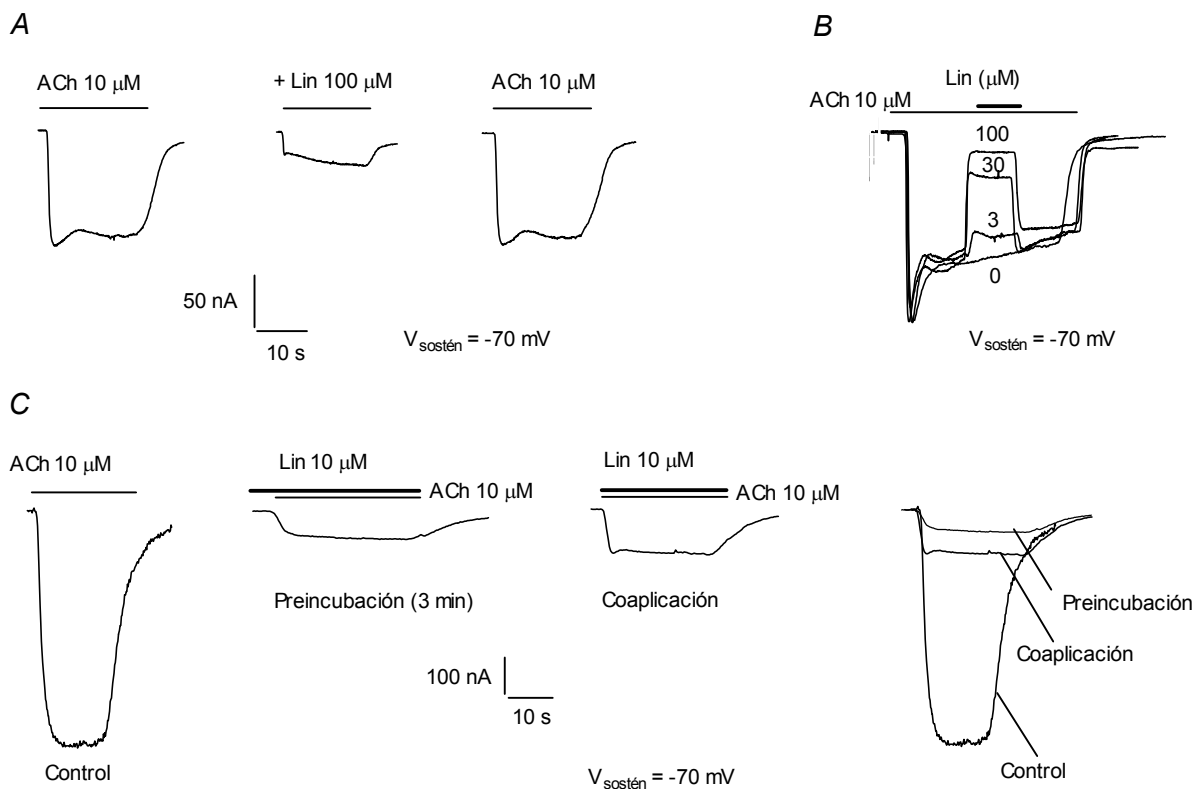 A
ACh 10 μM
+ Lin 100 μM
ACh 10 μM
50 nA
10 s
Vsostén = -70 mV
B
Lin (μM)
ACh 10 μM
100
30
3
0
Vsostén = -70 mV
C
ACh 10 μM
Control
Lin 10 μM
ACh 10 μM
Preincubación (3 min)
Lin 10 μM
ACh 10 μM
Coaplicación
100 nA
10 s
Vsostén = -70 mV
Preincubación
Coaplicación
Control